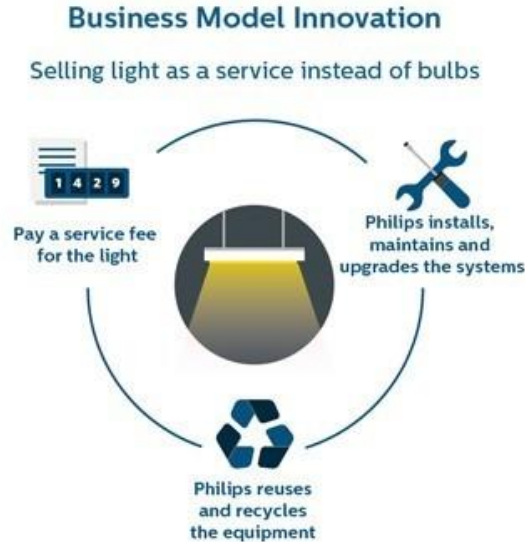 Business Model Innovation
Selling light as a service instead of bulbs
1429
Pay a service fee
for the light
Philips installs,
maintains and
upgrades the systems
Philips reuses
and recycles
the equipment